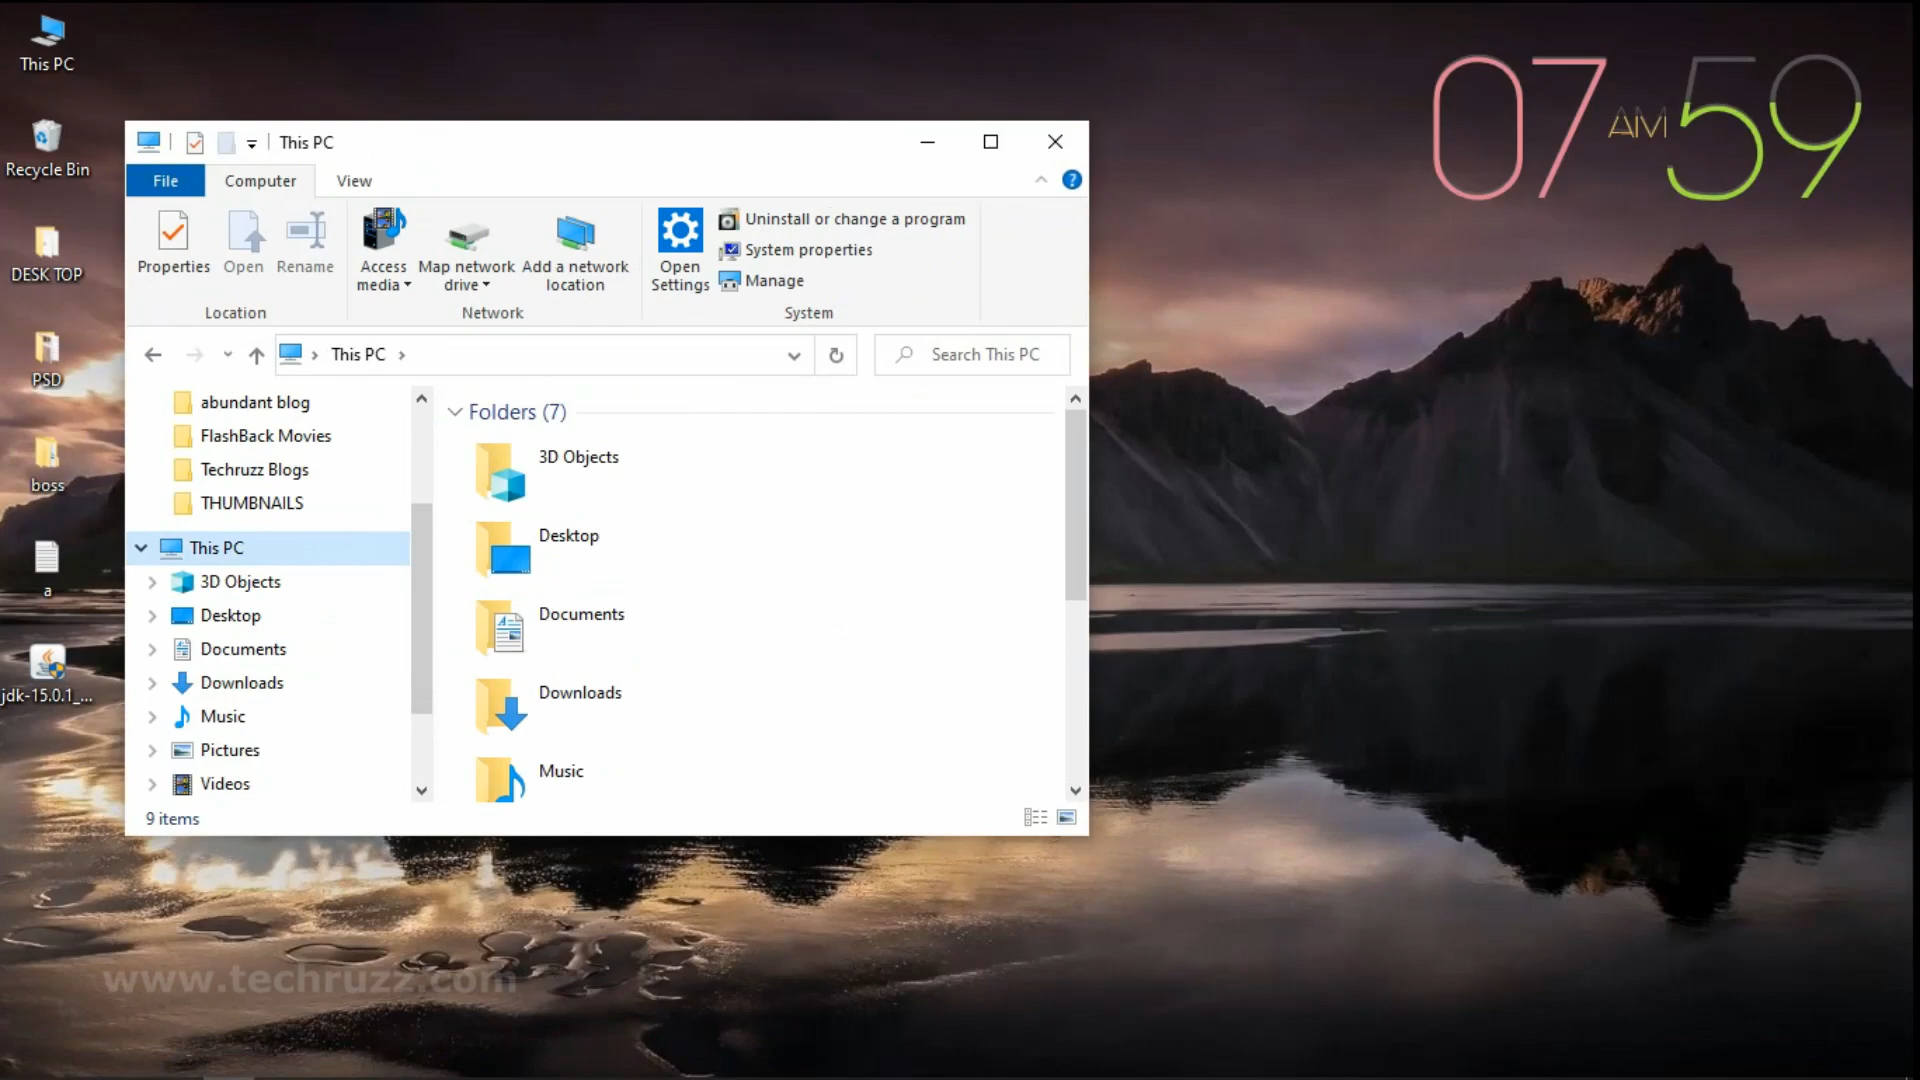 This PC
Recycle Bin
DESK TOP
PSD
boss
a
jdk-15.0.1_...
07 AM 59
This PC
File
Computer
View
Properties
Open
Rename
Access media
Map network drive
Add a network location
Open Settings
Uninstall or change a program
System properties
Manage
Location
Network
System
This PC
Search This PC
abundant blog
FlashBack Movies
Techruzz Blogs
THUMBNAILS
This PC
3D Objects
Desktop
Documents
Downloads
Music
Pictures
Videos
Folders (7)
3D Objects
Desktop
Documents
Downloads
Music
9 items
www.techruzz.com